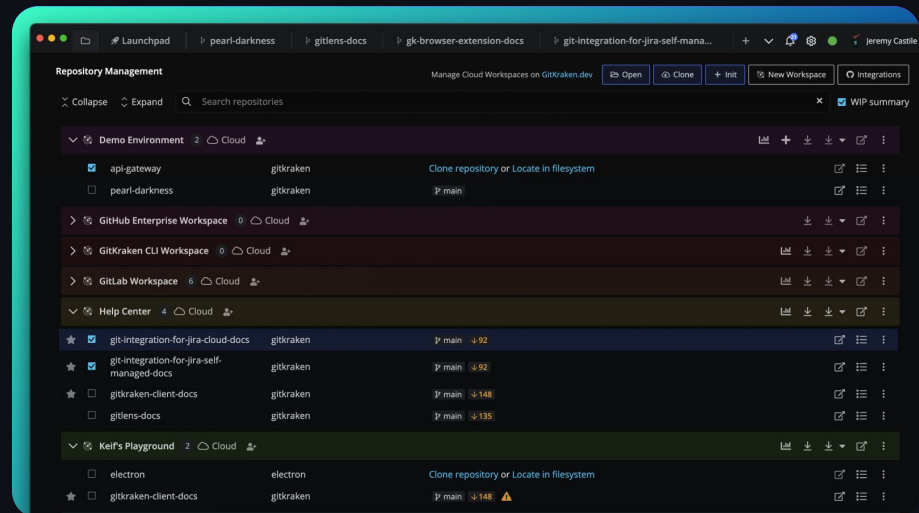 Launchpad pearl-darkness gitlens-docs gk-browser-extension-docs git-integration-for-jira-self-mana... Jeremy Castile
Repository Management Manage Cloud Workspaces on GitKraken.dev Open Clone + Init New Workspace Integrations
Collapse Expand Search repositories WIP summary
Demo Environment 2 Cloud
api-gateway gitkraken Clone repository or Locate in filesystem
pearl-darkness gitkraken main
GitHub Enterprise Workspace 0 Cloud
GitKraken CLI Workspace 0 Cloud
GitLab Workspace 6 Cloud
Help Center 4 Cloud
git-integration-for-jira-cloud-docs gitkraken main ↓92
git-integration-for-jira-self-
managed-docs gitkraken main ↓92
gitkraken-client-docs gitkraken main ↓148
gitlens-docs gitkraken main ↓135
Keif's Playground 2 Cloud
electron electron Clone repository or Locate in filesystem
gitkraken-client-docs gitkraken main ↓148